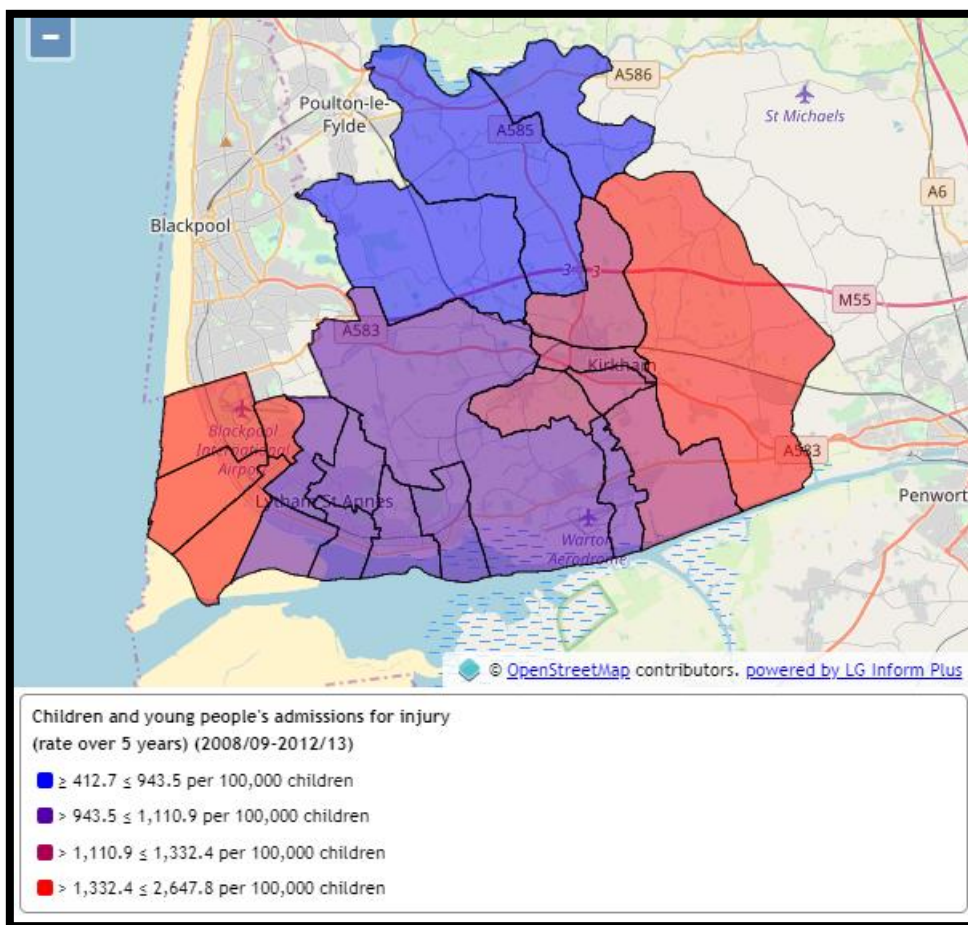 −
A586
Poulton-le-
Fylde
St Michaels
A585
A6
Blackpool
3 3
M55
A583
Kirkham
Blackpool
International
Airport
A583
Lytham St Annes
Penwort
Warton
Aerodrome
© OpenStreetMap contributors. powered by LG Inform Plus
Children and young people's admissions for injury
(rate over 5 years) (2008/09-2012/13)
≥ 412.7 ≤ 943.5 per 100,000 children
> 943.5 ≤ 1,110.9 per 100,000 children
> 1,110.9 ≤ 1,332.4 per 100,000 children
> 1,332.4 ≤ 2,647.8 per 100,000 children